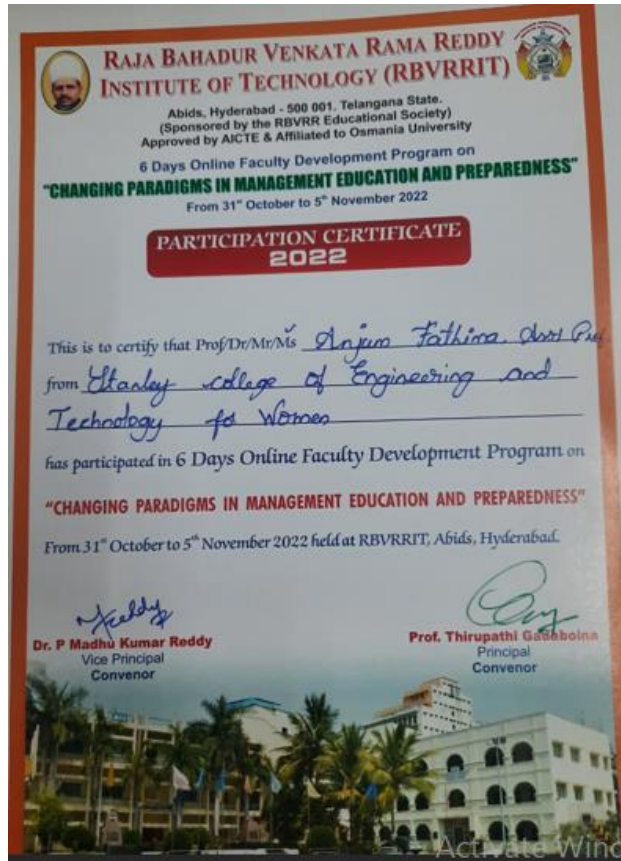 RAJA BAHADUR VENKATA RAMA REDDY
INSTITUTE OF TECHNOLOGY (RBVRRIT)
Abids, Hyderabad - 500 001. Telangana State.
(Sponsored by the RBVRR Educational Society)
Approved by AICTE & Affiliated to Osmania University
6 Days Online Faculty Development Program on
"CHANGING PARADIGMS IN MANAGEMENT EDUCATION AND PREPAREDNESS"
From 31st October to 5th November 2022
PARTICIPATION CERTIFICATE
2022
This is to certify that Prof/Dr/Mr/Ms Anjum Fathima, Asst Prof
from Stanley college of Engineering and
Technology for Women
has participated in 6 Days Online Faculty Development Program on
"CHANGING PARADIGMS IN MANAGEMENT EDUCATION AND PREPAREDNESS"
From 31st October to 5th November 2022 held at RBVRRIT, Abids, Hyderabad.
Dr. P Madhu Kumar Reddy
Vice Principal
Convenor
Prof. Thirupathi Gadaboina
Principal
Convenor
Activate Wind